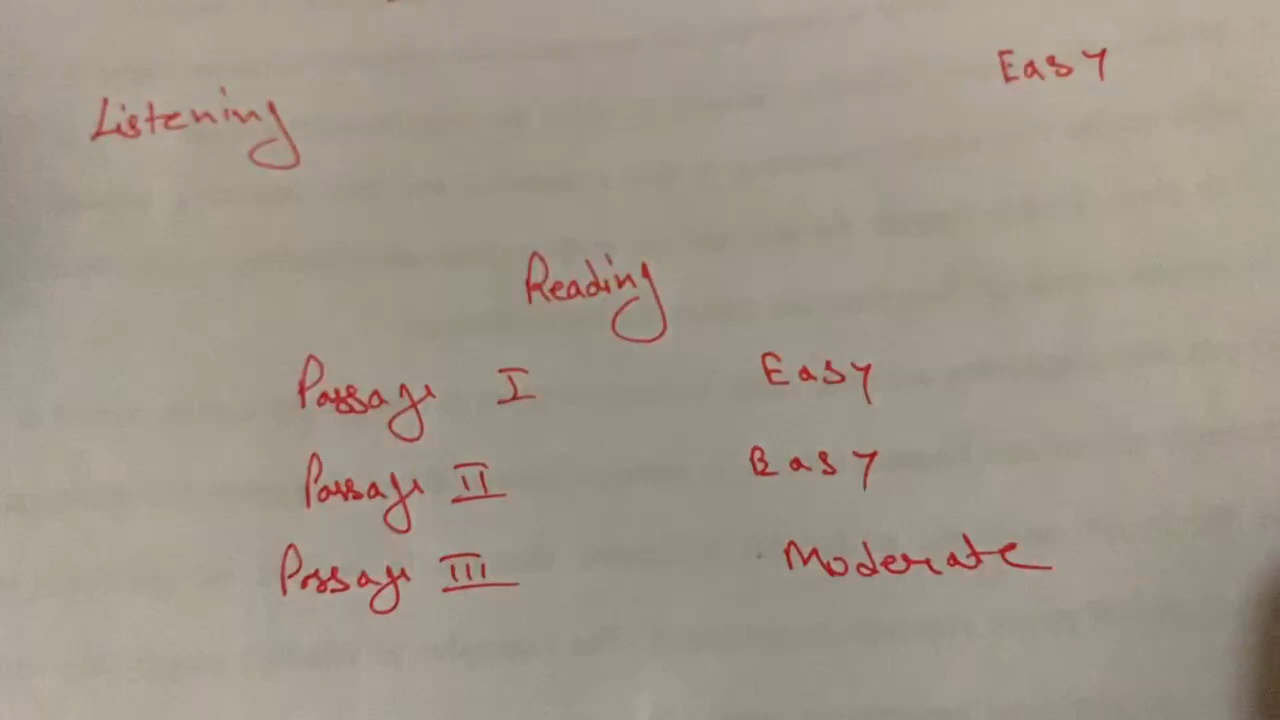 Listening Easy
Reading
Passage I Easy
Passage II Easy
Passage III Moderate